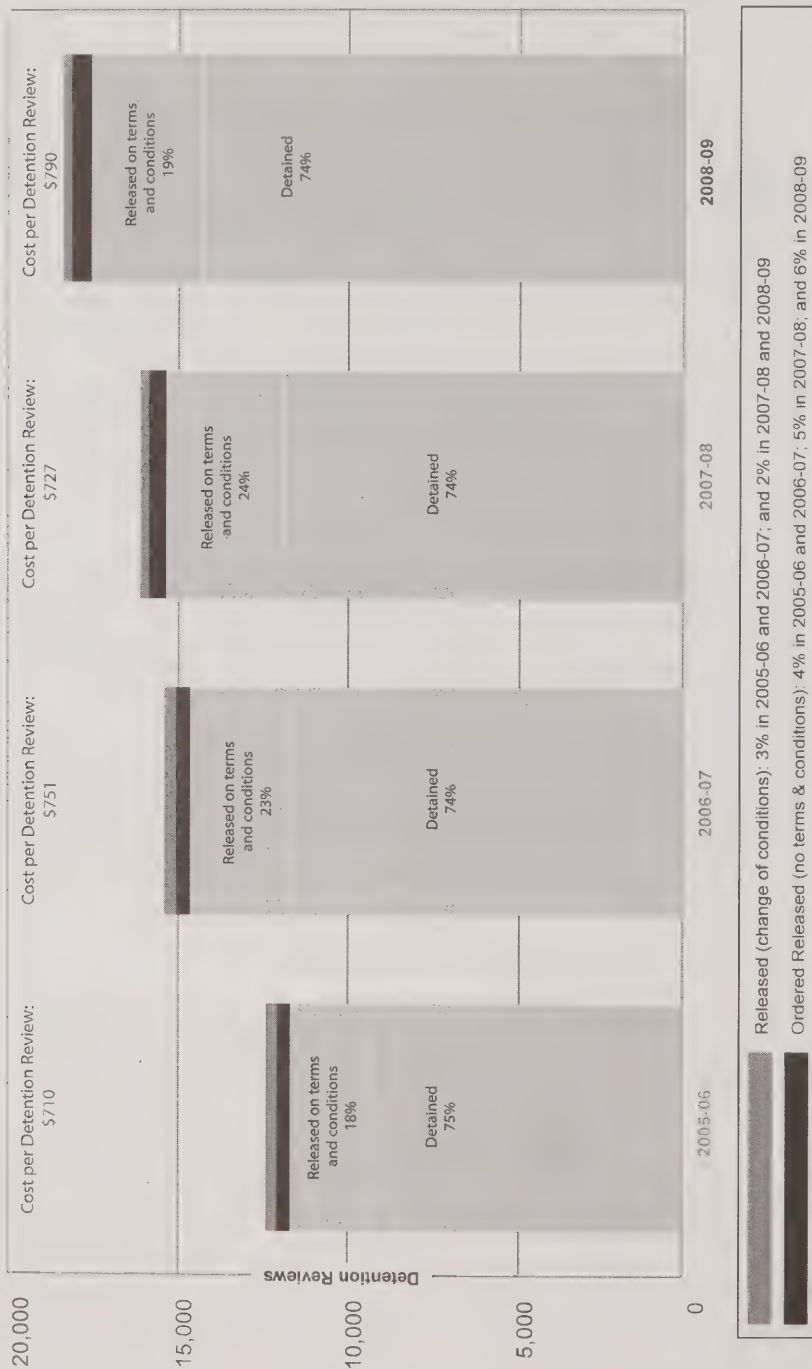 20,000
15,000
10,000
5,000
0
Detention Reviews
Cost per Detention Review:
$710
Released on terms
and conditions
18%
Detained
75%
2005-06
Cost per Detention Review:
$751
Released on terms
and conditions
23%
Detained
74%
2006-07
Cost per Detention Review:
$727
Released on terms
and conditions
24%
Detained
74%
2007-08
Cost per Detention Review:
$790
Released on terms
and conditions
19%
Detained
74%
2008-09
Released (change of conditions): 3% in 2005-06 and 2006-07; and 2% in 2007-08 and 2008-09
Ordered Released (no terms & conditions): 4% in 2005-06 and 2006-07; 5% in 2007-08; and 6% in 2008-09